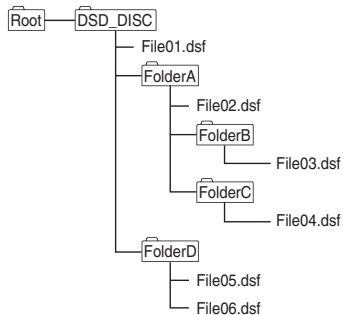 Root DSD_DISC
File01.dsf
FolderA
File02.dsf
FolderB
File03.dsf
FolderC
File04.dsf
FolderD
File05.dsf
File06.dsf